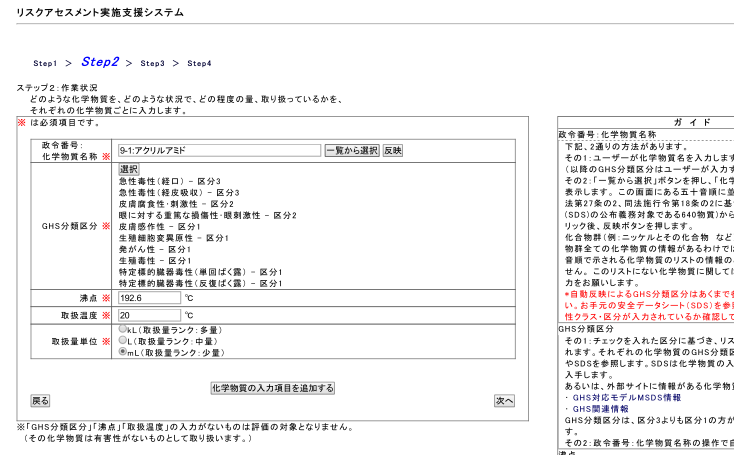 リスクアセスメント実施支援システム
Step1 ＞ Step2 ＞ Step3 ＞ Step4
ステップ2：作業状況
どのような化学物質を、どのような状況で、どの程度の量、取り扱っているかを、
それぞれの化学物質ごとに入力します。
※ は必須項目です。
政令番号：
化学物質名称 ※
9-1:アクリルアミド 一覧から選択 反映
GHS分類区分 ※
選択
急性毒性（経口） - 区分3
急性毒性（経皮吸収） - 区分3
皮膚腐食性・刺激性 - 区分2
眼に対する重篤な損傷性・眼刺激性 - 区分2
皮膚感作性 - 区分1
生殖細胞変異原性 - 区分1
発がん性 - 区分1
生殖毒性 - 区分1
特定標的臓器毒性（単回ばく露） - 区分1
特定標的臓器毒性（反復ばく露） - 区分1
沸点 ※ 192.6 ℃
取扱温度 ※ 20 ℃
取扱量単位 ※
kL（取扱量ランク：多量）
L（取扱量ランク：中量）
mL（取扱量ランク：少量）
化学物質の入力項目を追加する
戻る 次へ
※「GHS分類区分」「沸点」「取扱温度」の入力がないものは評価の対象となりません。
（その化学物質は有害性がないものとして取り扱います。）
ガイド
政令番号：化学物質名称
下記、2通りの方法があります。
その1：ユーザーが化学物質名を入力しま
（以降のGHS分類区分はユーザーが入力
その2：「一覧から選択」ボタンを押し、「化学
表示します。この画面にある五十音順に並
法第27条の2、同法施行令第18条の2に基
(SDS)の公布義務対象である640物質)から
リック後、反映ボタンを押します。
化合物群（例：ニッケルとその化合物 など
物群全ての化学物質の情報があるわけでは
音順で示される化学物質のリストの情報の
せん。このリストにない化学物質に関しては
力をお願いします。
*自動反映によるGHS分類区分はあくまで
い。お手元の安全データシート(SDS)を参
性クラス・区分が入力されているか確認して
GHS分類区分
その1：チェックを入れた区分に基づき、リス
れます。それぞれの化学物質のGHS分類区
やSDSを参照します。SDSは化学物質の入
入手します。
あるいは、外部サイトに情報がある化学物
・ GHS対応モデルMSDS情報
・ GHS関連情報
GHS分類区分は、区分3よりも区分1の方が
す。
その2：政令番号：化学物質名称の操作で自
沸点